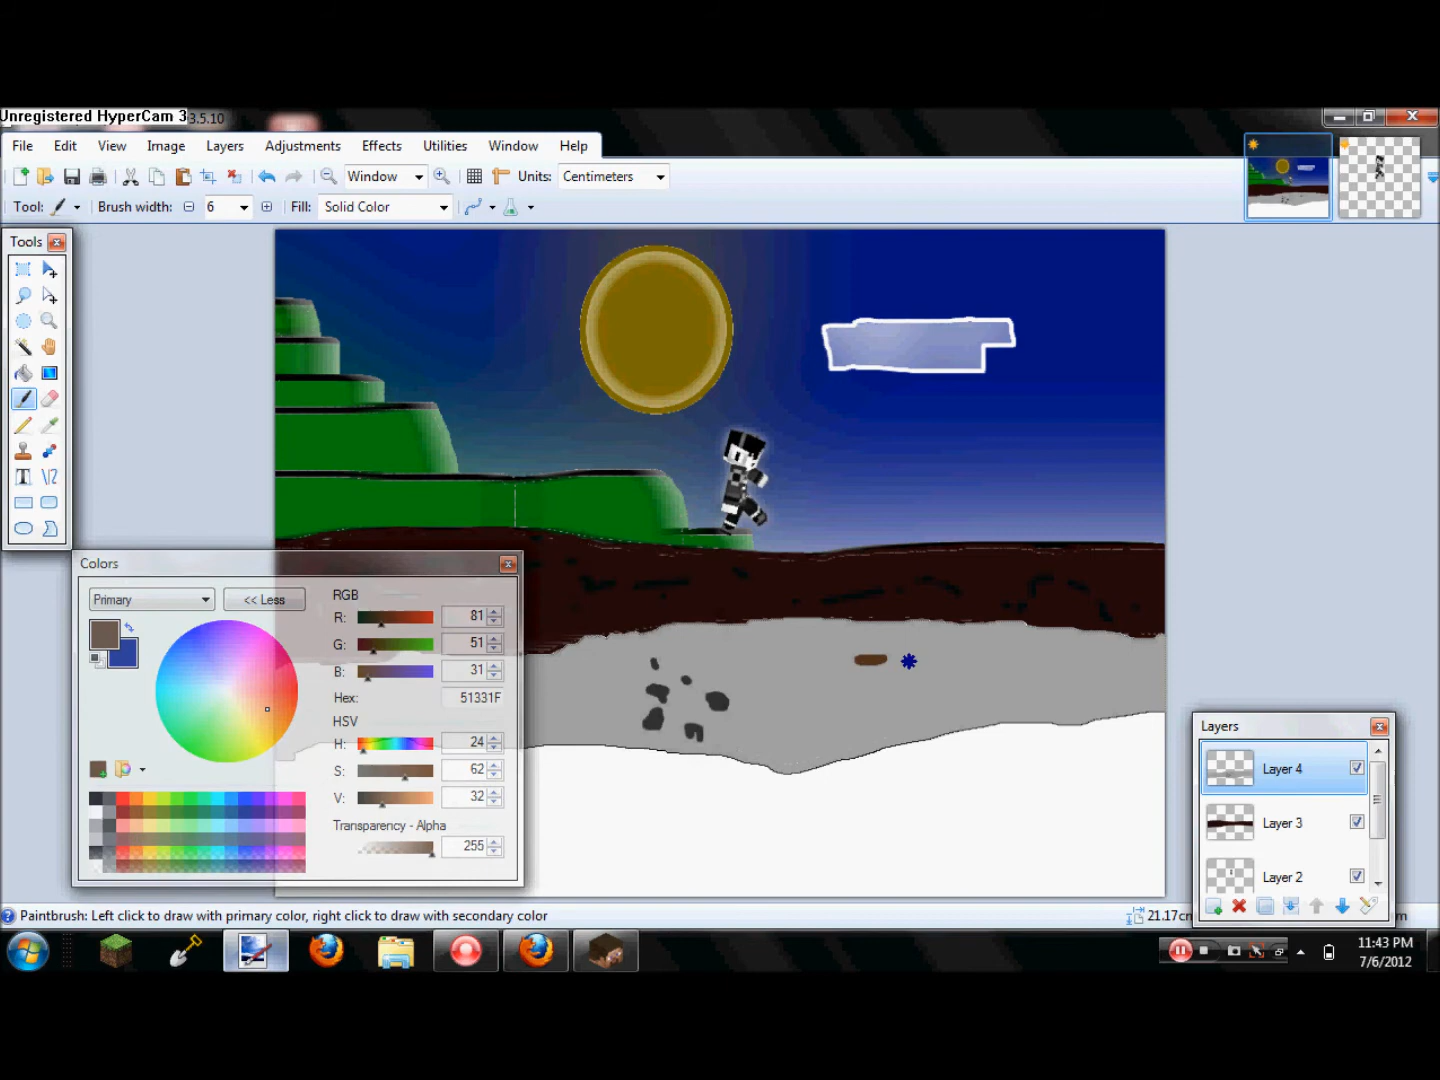 Unregistered HyperCam 3
3.5.10
File Edit View Image Layers Adjustments Effects Utilities Window Help
Window Units: Centimeters
Tool: Brush width: 6 Fill: Solid Color
Tools
Colors
Primary << Less
RGB
R: 81
G: 51
B: 31
Hex: 51331F
HSV
H: 24
S: 62
V: 32
Transparency - Alpha
255
Layers
Layer 4
Layer 3
Layer 2
Paintbrush: Left click to draw with primary color, right click to draw with secondary color
21.17
11:43 PM
7/6/2012